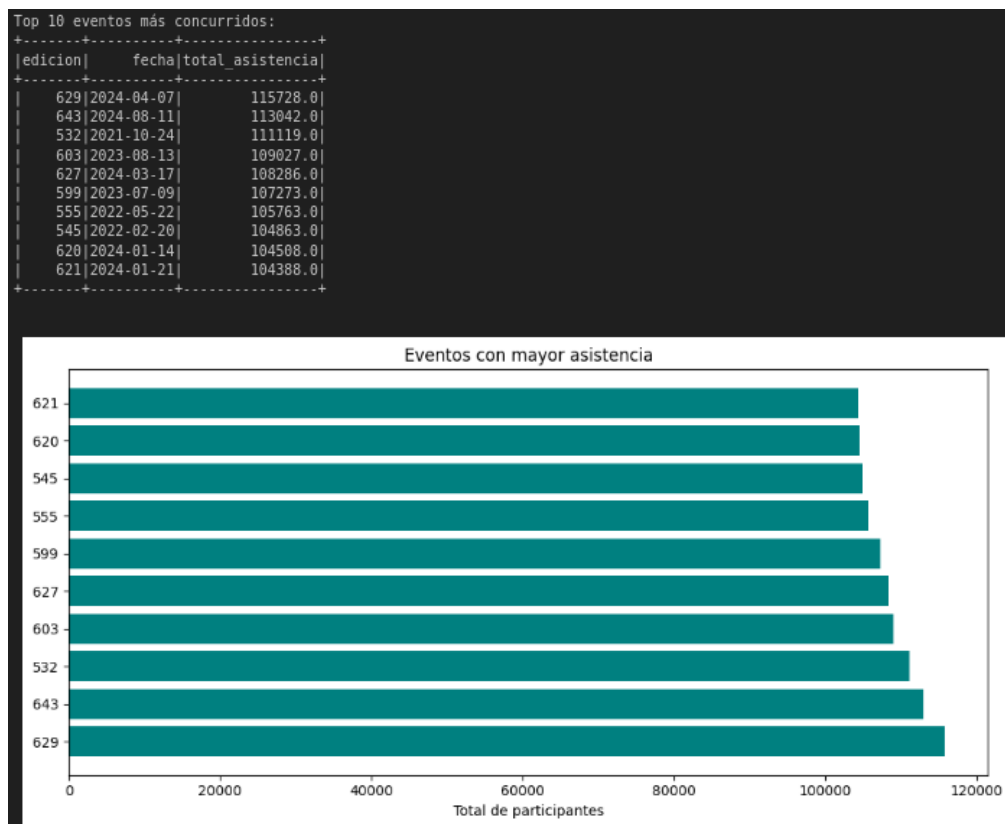 Top 10 eventos más concurridos:
+-------+----------+----------------+
|edicion|     fecha|total_asistencia|
+-------+----------+----------------+
|    629|2024-04-07|        115728.0|
|    643|2024-08-11|        113042.0|
|    532|2021-10-24|        111119.0|
|    603|2023-08-13|        109027.0|
|    627|2024-03-17|        108286.0|
|    599|2023-07-09|        107273.0|
|    555|2022-05-22|        105763.0|
|    545|2022-02-20|        104863.0|
|    620|2024-01-14|        104508.0|
|    621|2024-01-21|        104388.0|
+-------+----------+----------------+
Eventos con mayor asistencia
621
620
545
555
599
627
603
532
643
629
0 20000 40000 60000 80000 100000 120000
Total de participantes